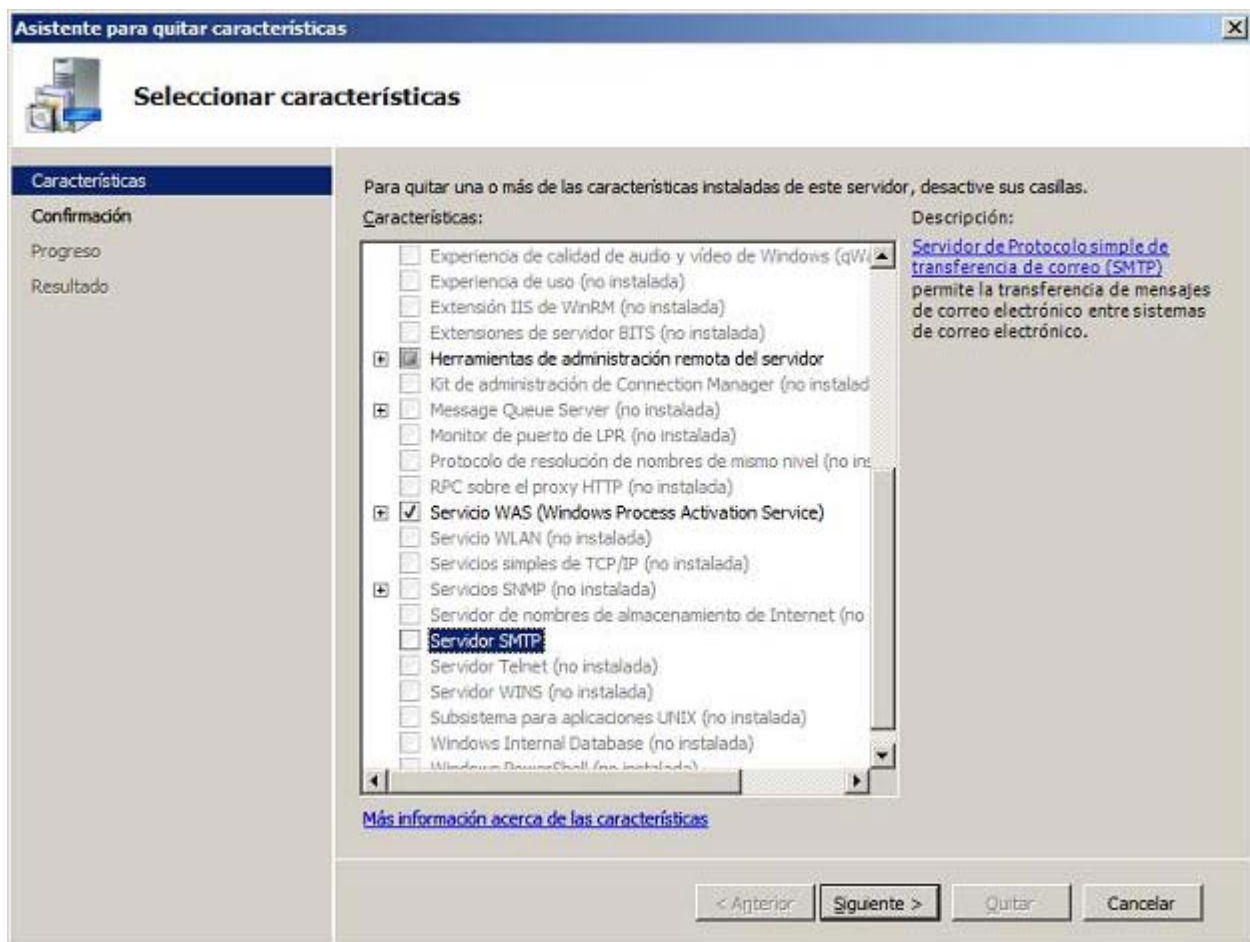 Asistente para quitar características
Seleccionar características
Características
Confirmación
Progreso
Resultado
Para quitar una o más de las características instaladas de este servidor, desactive sus casillas.
Características:
Experiencia de calidad de audio y vídeo de Windows
Experiencia de uso (no instalada)
Extensión IIS de WinRM (no instalada)
Extensiones de servidor BITS (no instalada)
Herramientas de administración remota del servidor
Kit de administración de Connection Manager (no instalad
Message Queue Server (no instalada)
Monitor de puerto de LPR (no instalada)
Protocolo de resolución de nombres de mismo nivel (no ins
RPC sobre el proxy HTTP (no instalada)
Servicio WAS (Windows Process Activation Service)
Servicio WLAN (no instalada)
Servicios simples de TCP/IP (no instalada)
Servicios SNMP (no instalada)
Servidor de nombres de almacenamiento de Internet (no
Servidor SMTP
Servidor Telnet (no instalada)
Servidor WINS (no instalada)
Subsistema para aplicaciones UNIX (no instalada)
Windows Internal Database (no instalada)
Windows PowerShell (no instalada)
Más información acerca de las características
Descripción:
Servidor de Protocolo simple de
transferencia de correo (SMTP)
permite la transferencia de mensajes
de correo electrónico entre sistemas
de correo electrónico.
< Anterior
Siguiente >
Quitar
Cancelar